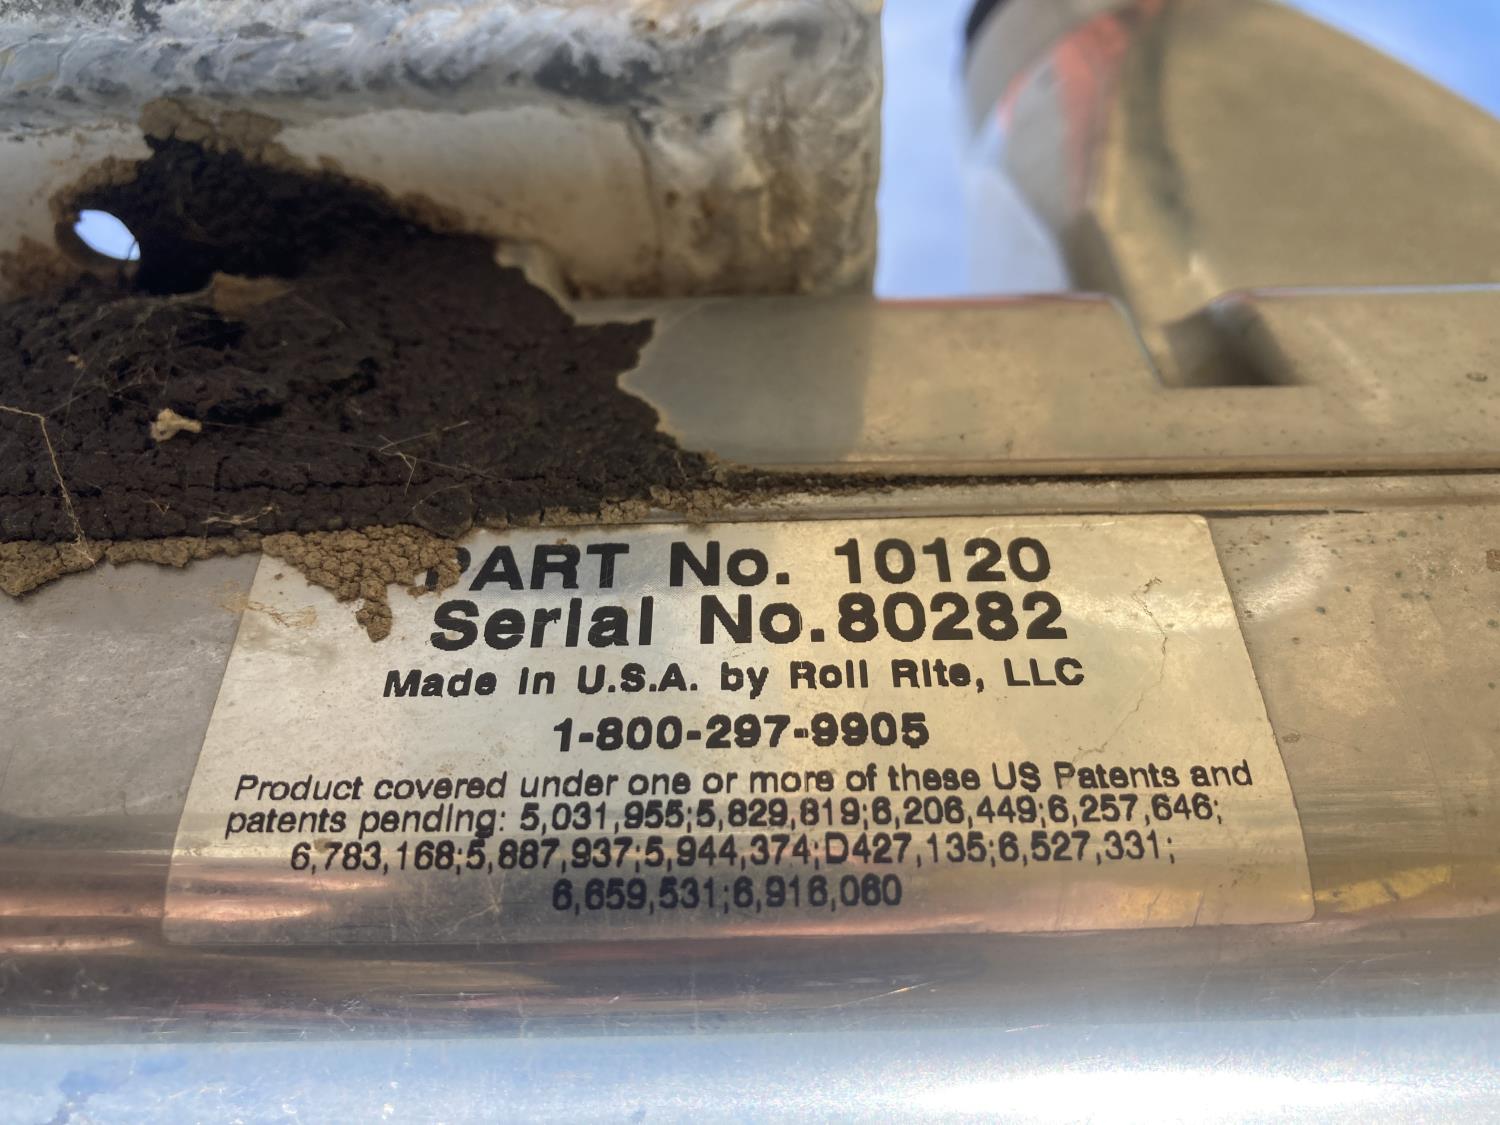 PART No. 10120
Serial No.80282
Made in U.S.A. by Roll Rite, LLC
1-800-297-9905
Product covered under one or more of these US Patents and
patents pending: 5,031,955;5,829,819;6,206,449;6,257,646;
6,783,168;5,887,937;5,944,374;D427,135;6,527,331;
6,659,531;6,916,060